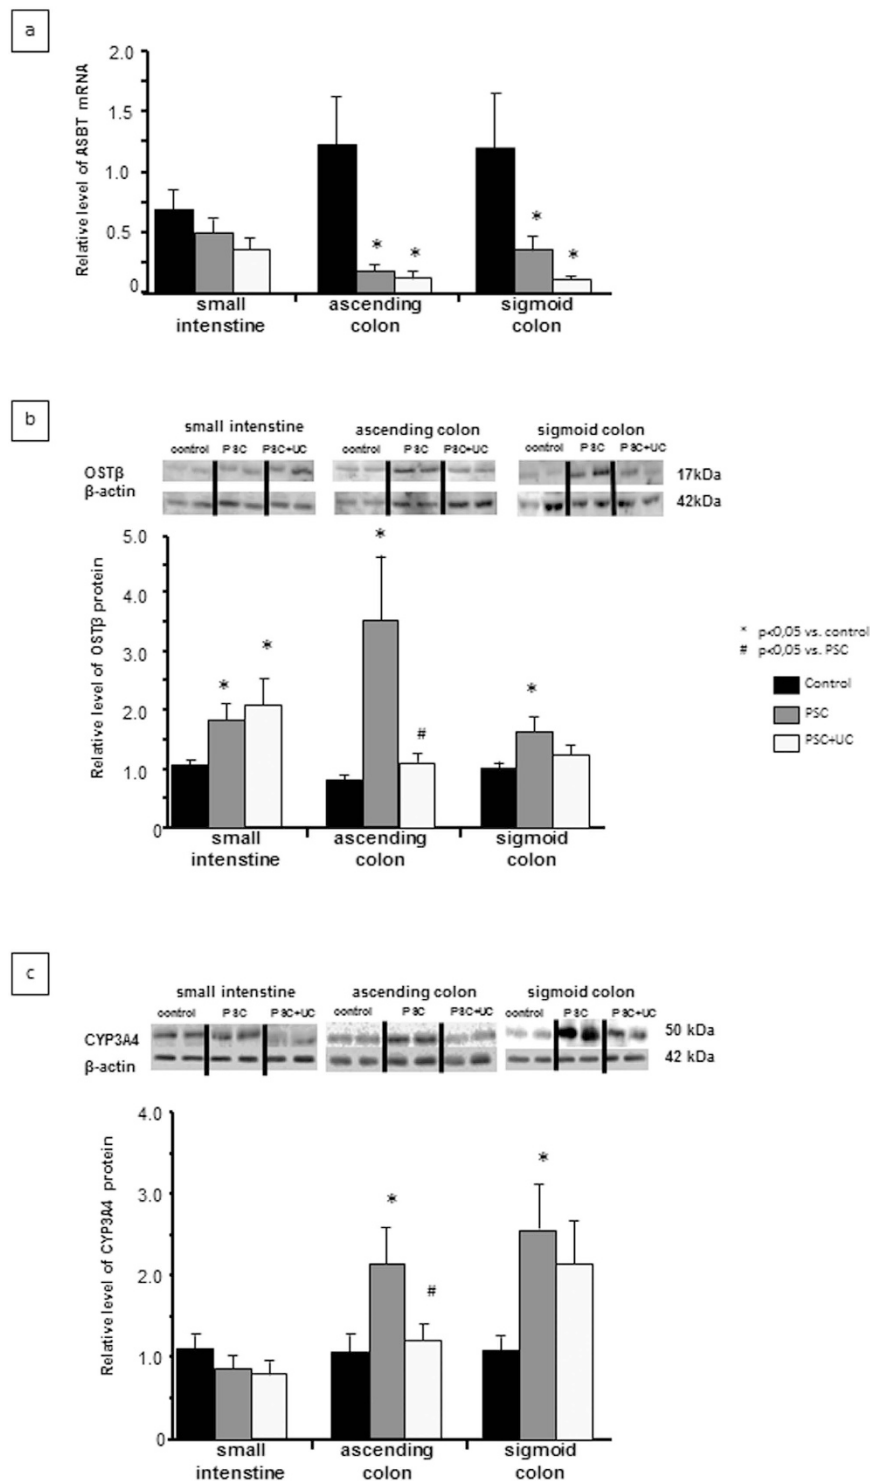 a
Relative level of ASBT mRNA
2.0
1.5
1.0
0.5
0
*
*
*
*
small
intenstine
ascending
colon
sigmoid
colon
b
small intestine
ascending colon
sigmoid colon
control PSC PSC+UC
control PSC PSC+UC
control PSC PSC+UC
OSTβ
β-actin
17kDa
42kDa
Relative level of OSTβ protein
5.0
4.0
3.0
2.0
1.0
0
*
*
*
#
*
small
intenstine
ascending
colon
sigmoid
colon
* p<0,05 vs. control
# p<0,05 vs. PSC
Control
PSC
PSC+UC
c
small intestine
ascending colon
sigmoid colon
control PSC PSC+UC
control PSC PSC+UC
control PSC PSC+UC
CYP3A4
β-actin
50 kDa
42 kDa
Relative level of CYP3A4 protein
4.0
3.0
2.0
1.0
0
*
#
*
small
intenstine
ascending
colon
sigmoid
colon